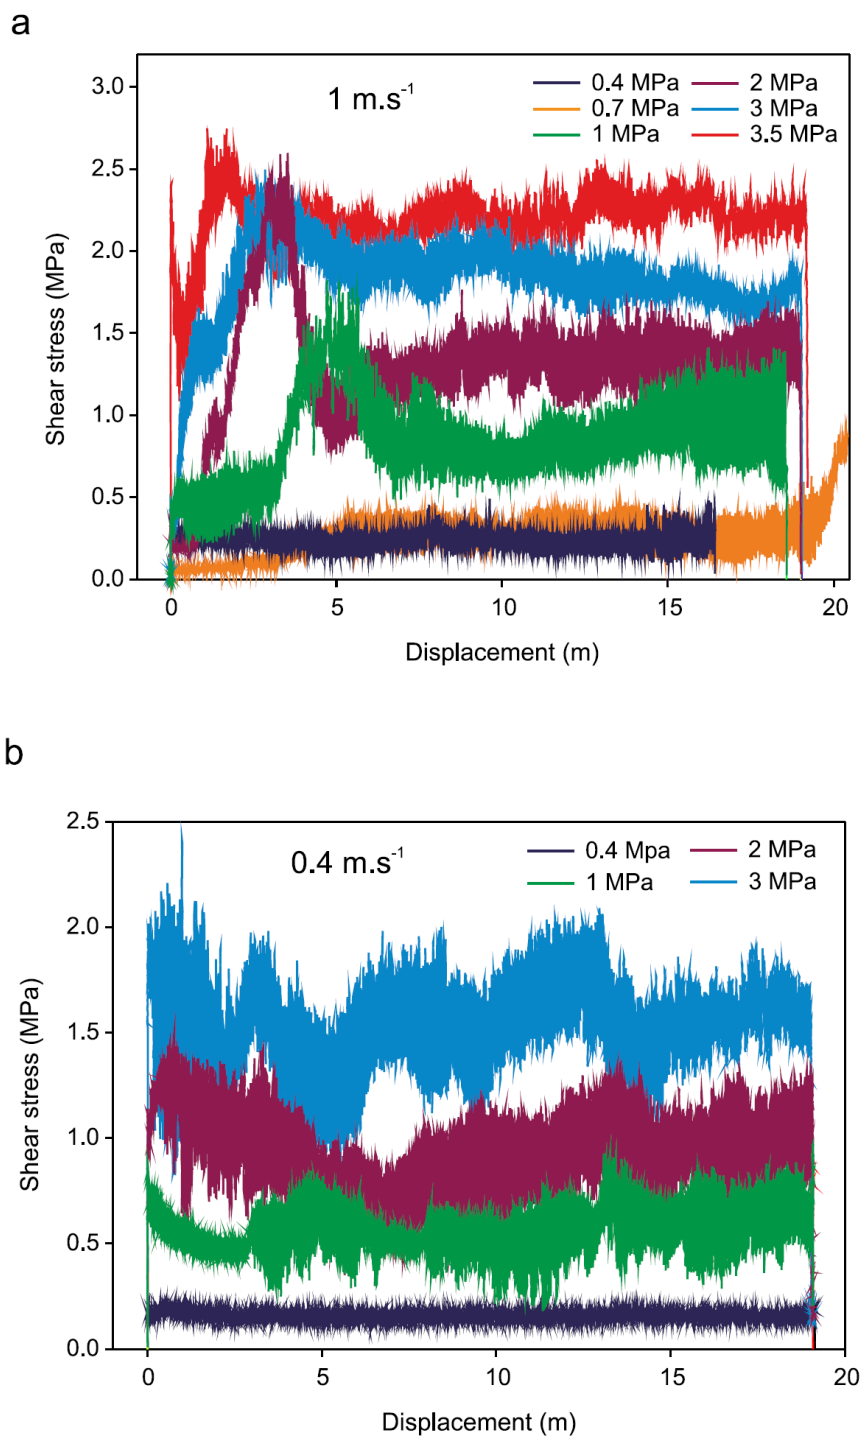 a
1 m.s-1
0.4 MPa
2 MPa
0.7 MPa
3 MPa
1 MPa
3.5 MPa
3.0
2.5
2.0
1.5
1.0
0.5
0.0
Shear stress (MPa)
0
5
10
15
20
Displacement (m)
b
0.4 m.s-1
0.4 Mpa
2 MPa
1 MPa
3 MPa
2.5
2.0
1.5
1.0
0.5
0.0
Shear stress (MPa)
0
5
10
15
20
Displacement (m)